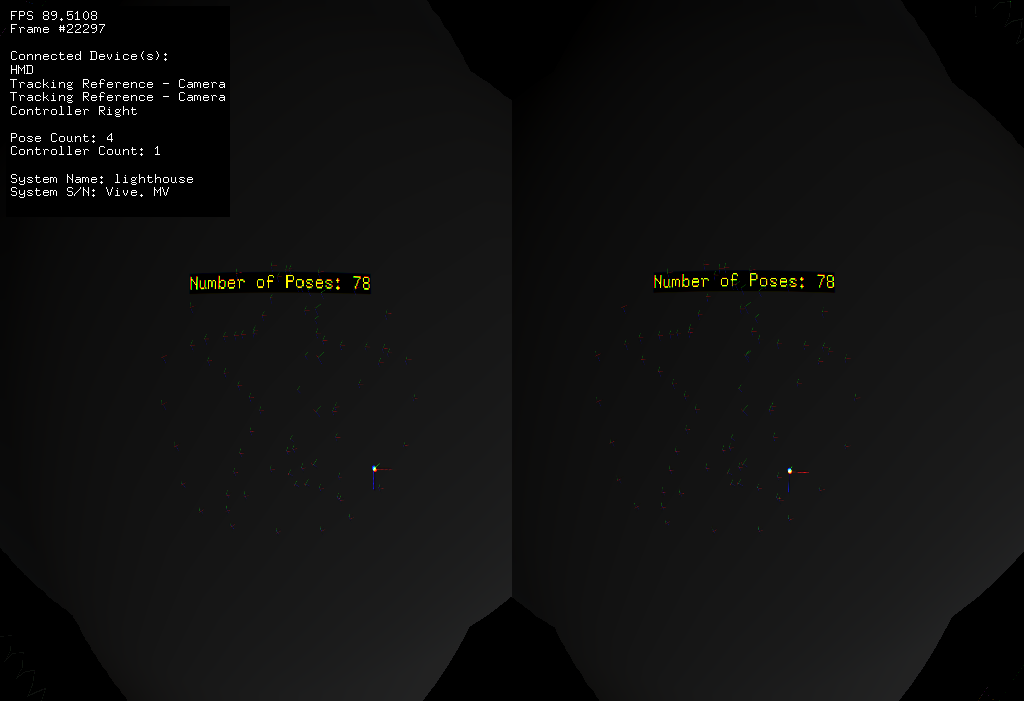 FPS 89.5108
Frame #22297
Connected Device(s):
HMD
Tracking Reference - Camera
Tracking Reference - Camera
Controller Right
Pose Count: 4
Controller Count: 1
System Name: lighthouse
System S/N: Vive. MV
Number of Poses: 78
Number of Poses: 78